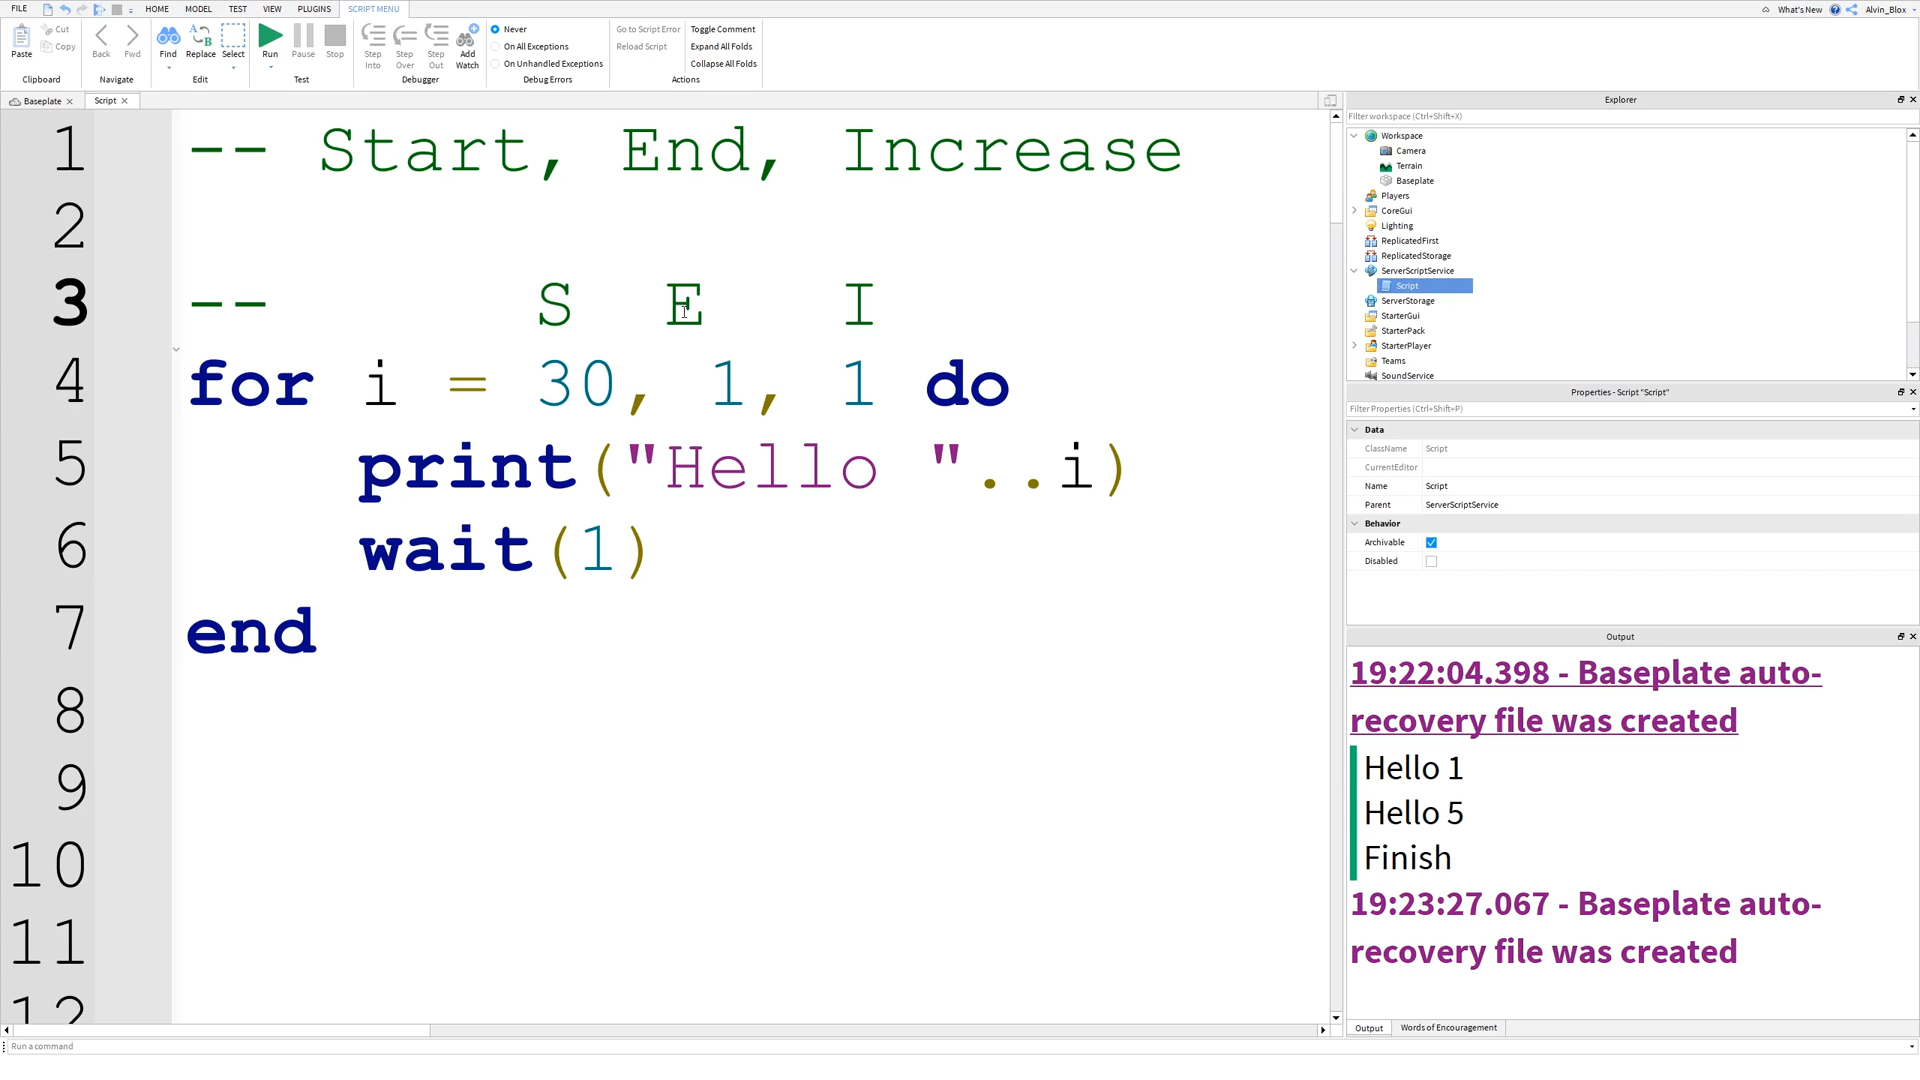 FILE HOME MODEL TEST VIEW PLUGINS SCRIPT MENU What's New Alvin_Blox
Paste Cut Copy Back Fwd Find Replace Select Run Pause Stop Step Into Step Over Step Out Add Watch
Never
On All Exceptions
On Unhandled Exceptions
Go to Script Error
Reload Script
Toggle Comment
Expand All Folds
Collapse All Folds
Clipboard Navigate Edit Test Debugger Debug Errors Actions
Baseplate Script
1 -- Start, End, Increase
2
3 -- S E I
4 for i = 30, 1, 1 do
5 print("Hello "..i)
6 wait(1)
7 end
8
9
10
11
12
Explorer
Filter workspace (Ctrl+Shift+X)
Workspace
Camera
Terrain
Baseplate
Players
CoreGui
Lighting
ReplicatedFirst
ReplicatedStorage
ServerScriptService
Script
ServerStorage
StarterGui
StarterPack
StarterPlayer
Teams
SoundService
Properties - Script "Script"
Filter Properties (Ctrl+Shift+P)
Data
ClassName Script
CurrentEditor
Name Script
Parent ServerScriptService
Behavior
Archivable
Disabled
Output
19:22:04.398 - Baseplate auto-
recovery file was created
Hello 1
Hello 5
Finish
19:23:27.067 - Baseplate auto-
recovery file was created
Output Words of Encouragement
Run a command